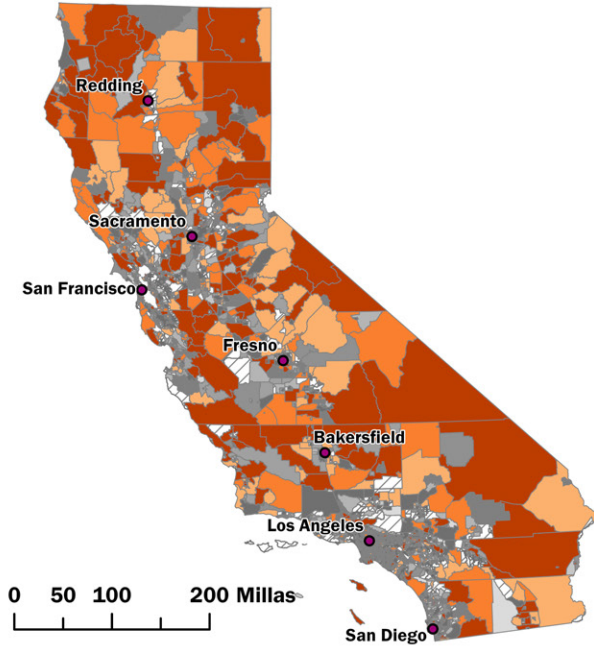 Redding
Sacramento
San Francisco
Fresno
Bakersfield
Los Angeles
0 50 100 200 Millas
San Diego